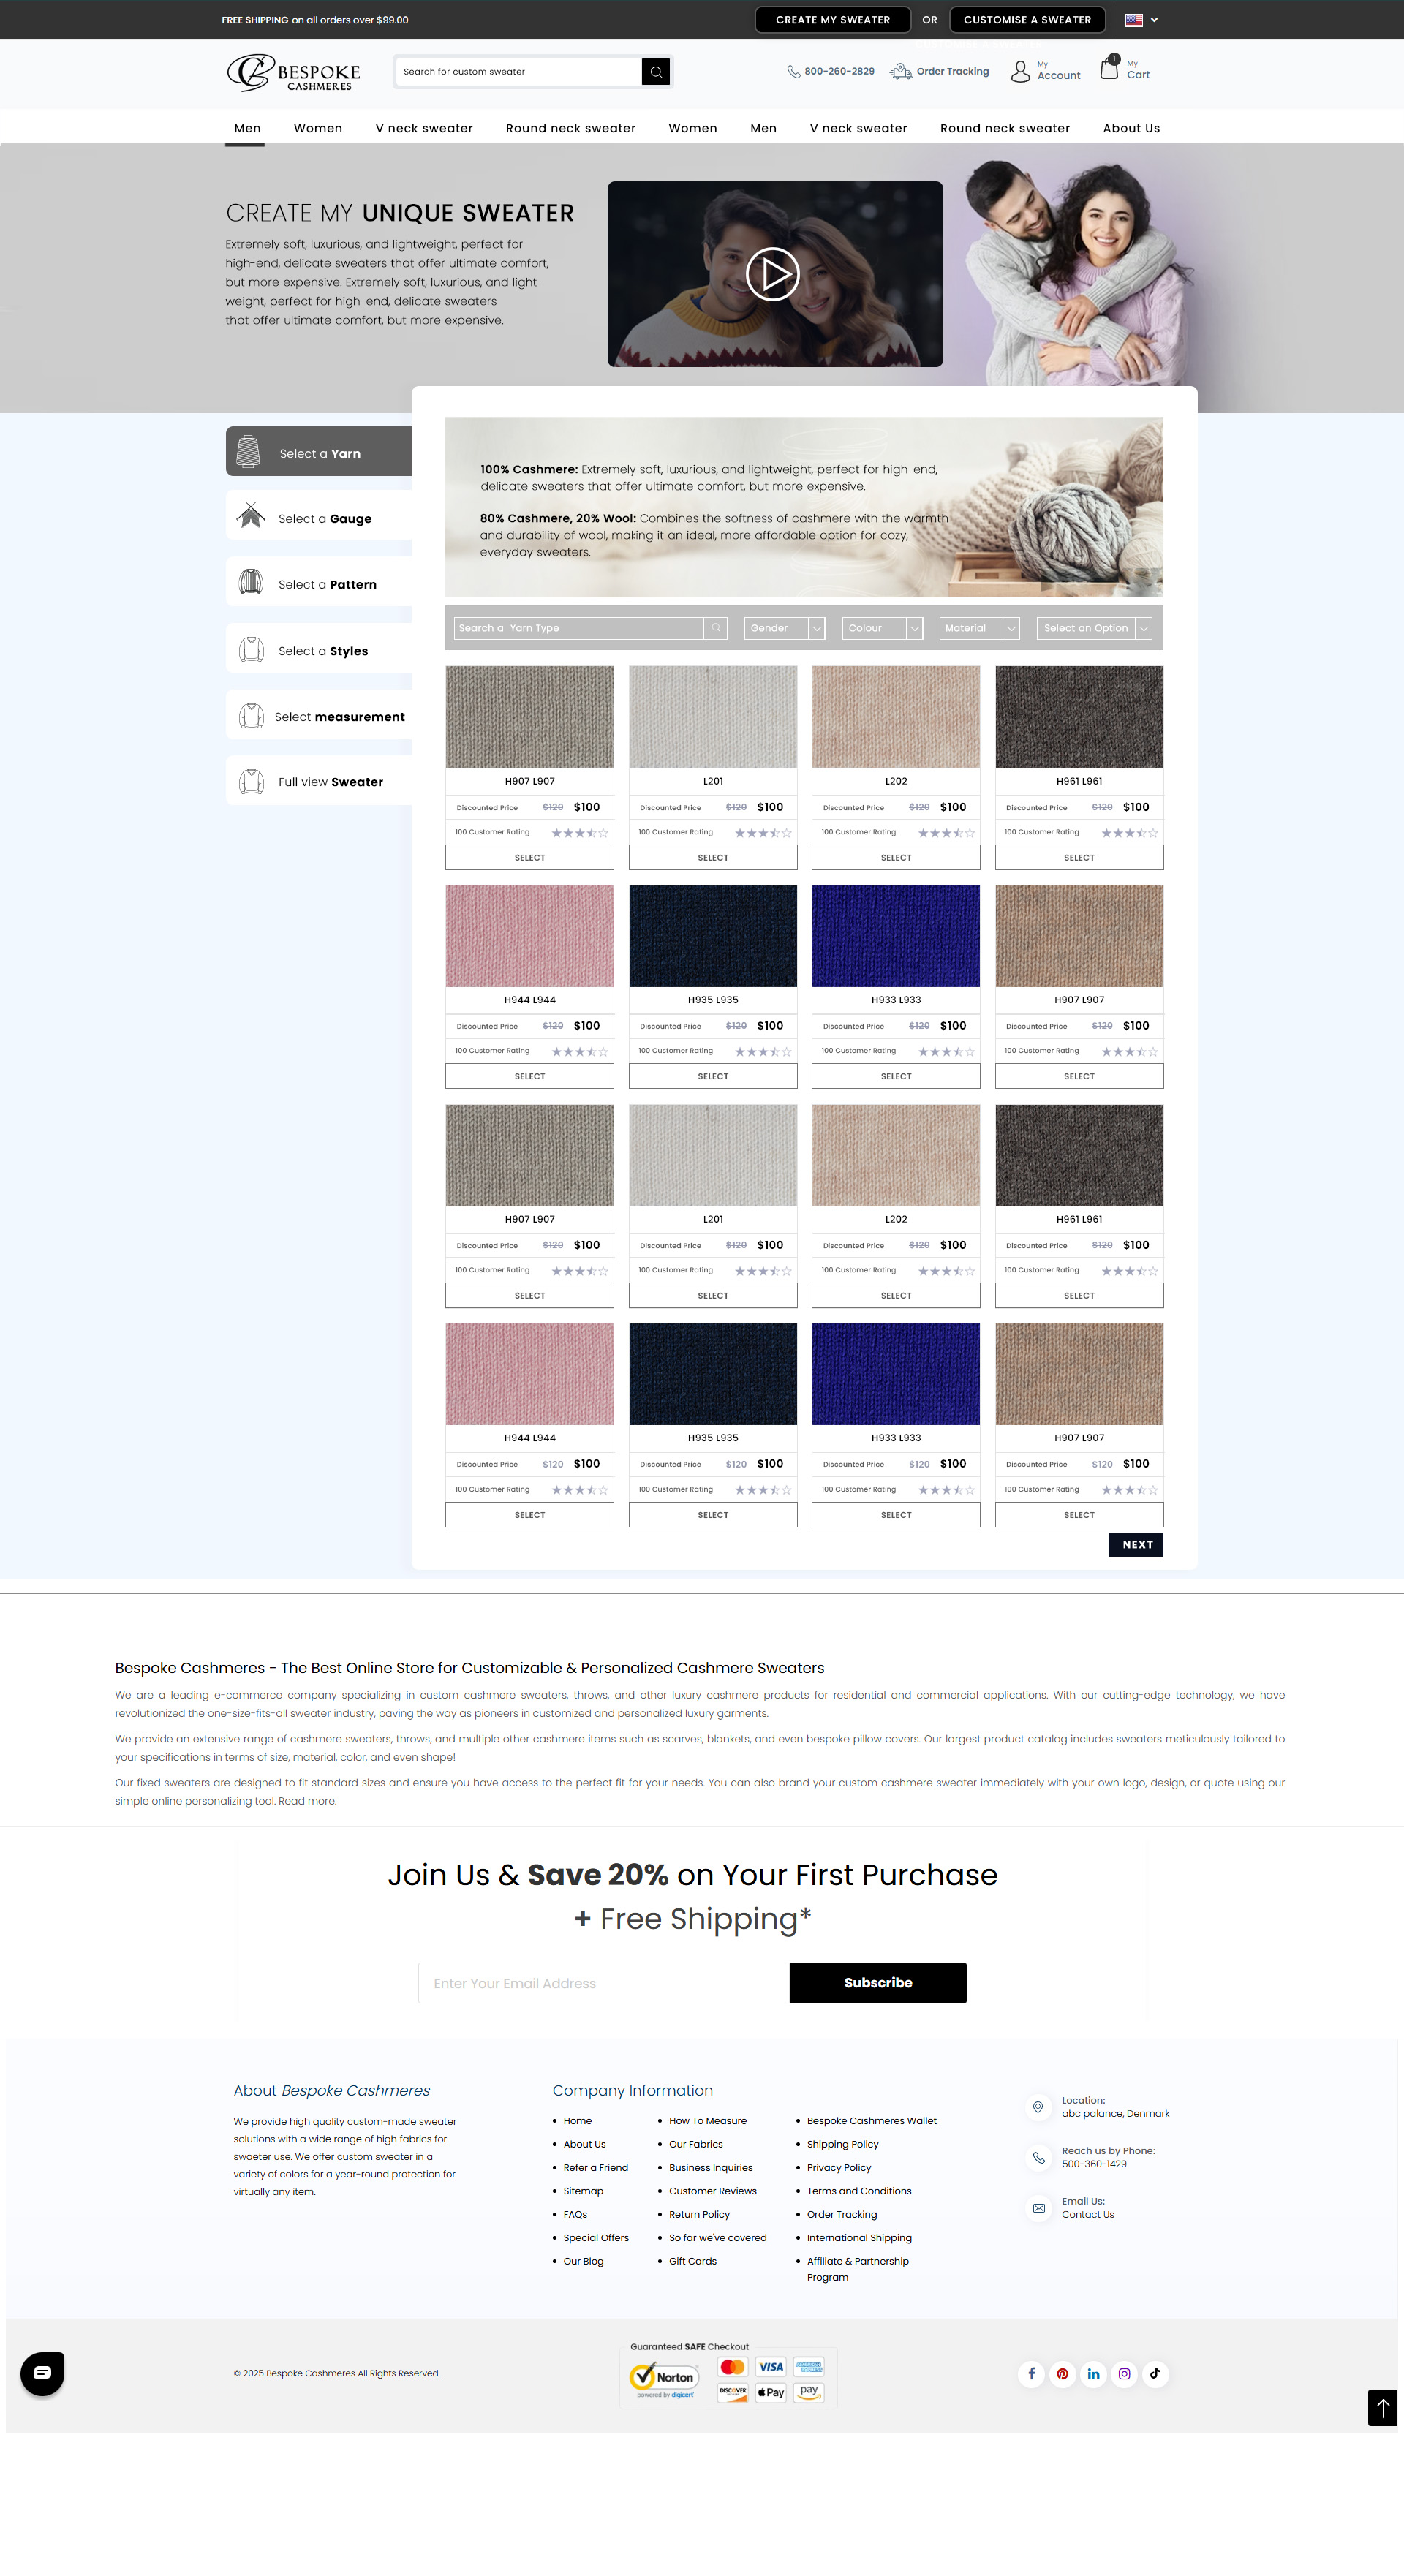 FREE SHIPPING on all orders over $99.00
CREATE MY SWEATER OR CUSTOMISE A SWEATER
BESPOKE
CASHMERES
Search for custom sweater
800-260-2829
Order Tracking
My
Account
1
My
Cart
Men Women V neck sweater Round neck sweater Women Men V neck sweater Round neck sweater About Us
CREATE MY UNIQUE SWEATER
Extremely soft, luxurious, and lightweight, perfect for
high-end, delicate sweaters that offer ultimate comfort,
but more expensive. Extremely soft, luxurious, and light-
weight, perfect for high-end, delicate sweaters
that offer ultimate comfort, but more expensive.
Select a Yarn
Select a Gauge
Select a Pattern
Select a Styles
Select measurement
Full view Sweater
100% Cashmere: Extremely soft, luxurious, and lightweight, perfect for high-end,
delicate sweaters that offer ultimate comfort, but more expensive.
80% Cashmere, 20% Wool: Combines the softness of cashmere with the warmth
and durability of wool, making it an ideal, more affordable option for cozy,
everyday sweaters.
Search a Yarn Type Gender Colour Material Select an Option
H907 L907 L201 L202 H961 L961
Discounted Price $120 $100 Discounted Price $120 $100 Discounted Price $120 $100 Discounted Price $120 $100
100 Customer Rating 100 Customer Rating 100 Customer Rating 100 Customer Rating
SELECT SELECT SELECT SELECT
H944 L944 H935 L935 H933 L933 H907 L907
Discounted Price $120 $100 Discounted Price $120 $100 Discounted Price $120 $100 Discounted Price $120 $100
100 Customer Rating 100 Customer Rating 100 Customer Rating 100 Customer Rating
SELECT SELECT SELECT SELECT
H907 L907 L201 L202 H961 L961
Discounted Price $120 $100 Discounted Price $120 $100 Discounted Price $120 $100 Discounted Price $120 $100
100 Customer Rating 100 Customer Rating 100 Customer Rating 100 Customer Rating
SELECT SELECT SELECT SELECT
H944 L944 H935 L935 H933 L933 H907 L907
Discounted Price $120 $100 Discounted Price $120 $100 Discounted Price $120 $100 Discounted Price $120 $100
100 Customer Rating 100 Customer Rating 100 Customer Rating 100 Customer Rating
SELECT SELECT SELECT SELECT
NEXT
Bespoke Cashmeres - The Best Online Store for Customizable & Personalized Cashmere Sweaters
We are a leading e-commerce company specializing in custom cashmere sweaters, throws, and other luxury cashmere products for residential and commercial applications. With our cutting-edge technology, we have
revolutionized the one-size-fits-all sweater industry, paving the way as pioneers in customized and personalized luxury garments.
We provide an extensive range of cashmere sweaters, throws, and multiple other cashmere items such as scarves, blankets, and even bespoke pillow covers. Our largest product catalog includes sweaters meticulously tailored to
your specifications in terms of size, material, color, and even shape!
Our fixed sweaters are designed to fit standard sizes and ensure you have access to the perfect fit for your needs. You can also brand your custom cashmere sweater immediately with your own logo, design, or quote using our
simple online personalizing tool. Read more.
Join Us & Save 20% on Your First Purchase
+ Free Shipping*
Enter Your Email Address
Subscribe
About Bespoke Cashmeres
We provide high quality custom-made sweater
solutions with a wide range of high fabrics for
swaeter use. We offer custom sweater in a
variety of colors for a year-round protection for
virtually any item.
Company Information
Home
About Us
Refer a Friend
Sitemap
FAQs
Special Offers
Our Blog
How To Measure
Our Fabrics
Business Inquiries
Customer Reviews
Return Policy
So far we've covered
Gift Cards
Bespoke Cashmeres Wallet
Shipping Policy
Privacy Policy
Terms and Conditions
Order Tracking
International Shipping
Affiliate & Partnership
Program
Location:
abc palance, Denmark
Reach us by Phone:
500-360-1429
Email Us:
Contact Us
© 2025 Bespoke Cashmeres All Rights Reserved.
Guaranteed SAFE Checkout
Norton
powered by digicert
VISA
DISCOVER
Pay
pay